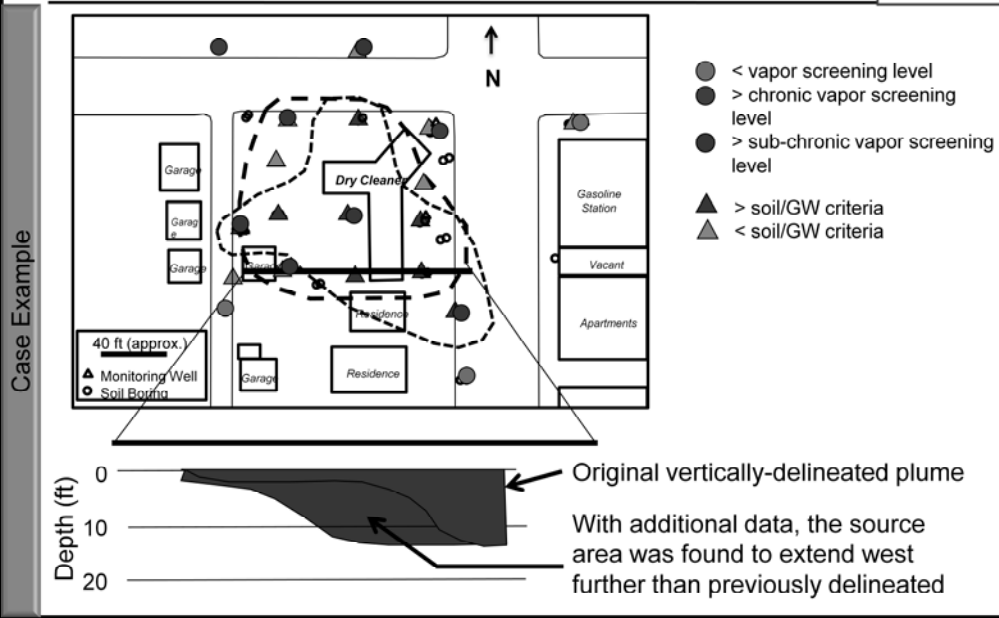 Case Example
N
Garage
Garag
e
Garage
Garage
Dry Cleaner
Residence
Garage
Residence
Gasoline
Station
Vacant
Apartments
40 ft (approx.)
Monitoring Well
Soil Boring
< vapor screening level
> chronic vapor screening
level
> sub-chronic vapor screening
level
> soil/GW criteria
< soil/GW criteria
Depth (ft)
0
10
20
Original vertically-delineated plume
With additional data, the source
area was found to extend west
further than previously delineated